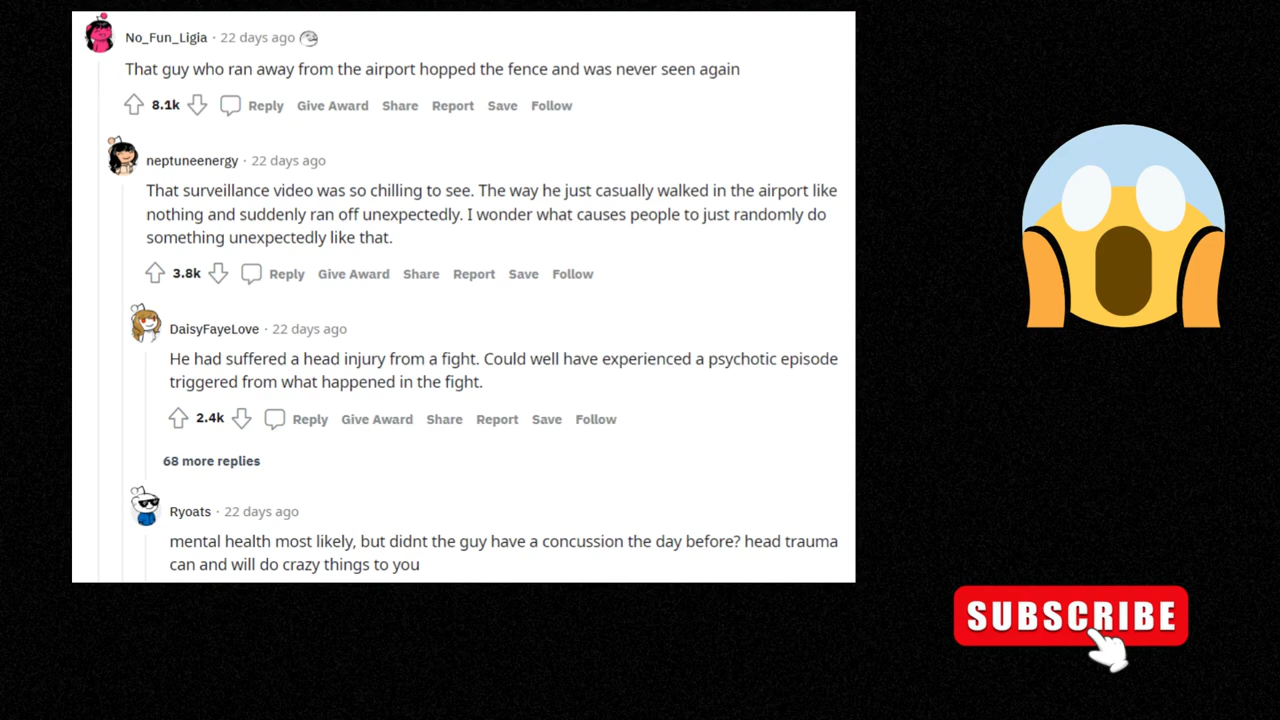 No_Fun_Ligia · 22 days ago
That guy who ran away from the airport hopped the fence and was never seen again
8.1k Reply Give Award Share Report Save Follow
neptuneenergy · 22 days ago
That surveillance video was so chilling to see. The way he just casually walked in the airport like
nothing and suddenly ran off unexpectedly. I wonder what causes people to just randomly do
something unexpectedly like that.
3.8k Reply Give Award Share Report Save Follow
DaisyFayeLove · 22 days ago
He had suffered a head injury from a fight. Could well have experienced a psychotic episode
triggered from what happened in the fight.
2.4k Reply Give Award Share Report Save Follow
68 more replies
Ryoats · 22 days ago
mental health most likely, but didnt the guy have a concussion the day before? head trauma
can and will do crazy things to you
SUBSCRIBE